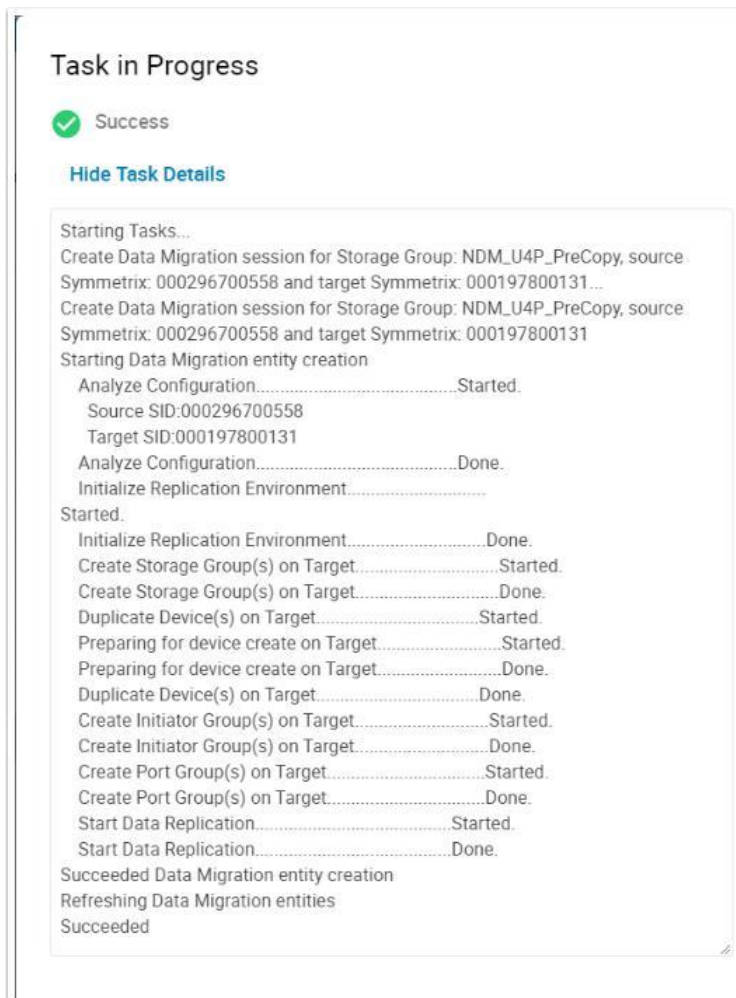 Task in Progress
Success
Hide Task Details
Starting Tasks...
Create Data Migration session for Storage Group: NDM_U4P_PreCopy, source
Symmetrix: 000296700558 and target Symmetrix: 000197800131...
Create Data Migration session for Storage Group: NDM_U4P_PreCopy, source
Symmetrix: 000296700558 and target Symmetrix: 000197800131
Starting Data Migration entity creation
Analyze Configuration............................................Started.
Source SID:000296700558
Target SID:000197800131
Analyze Configuration............................................Done.
Initialize Replication Environment..............................
Started.
Initialize Replication Environment..............................Done.
Create Storage Group(s) on Target...............................Started.
Create Storage Group(s) on Target...............................Done.
Duplicate Device(s) on Target...................................Started.
Preparing for device create on Target...........................Started.
Preparing for device create on Target...........................Done.
Duplicate Device(s) on Target...................................Done.
Create Initiator Group(s) on Target.............................Started.
Create Initiator Group(s) on Target.............................Done.
Create Port Group(s) on Target..................................Started.
Create Port Group(s) on Target..................................Done.
Start Data Replication..........................................Started.
Start Data Replication..........................................Done.
Succeeded Data Migration entity creation
Refreshing Data Migration entities
Succeeded